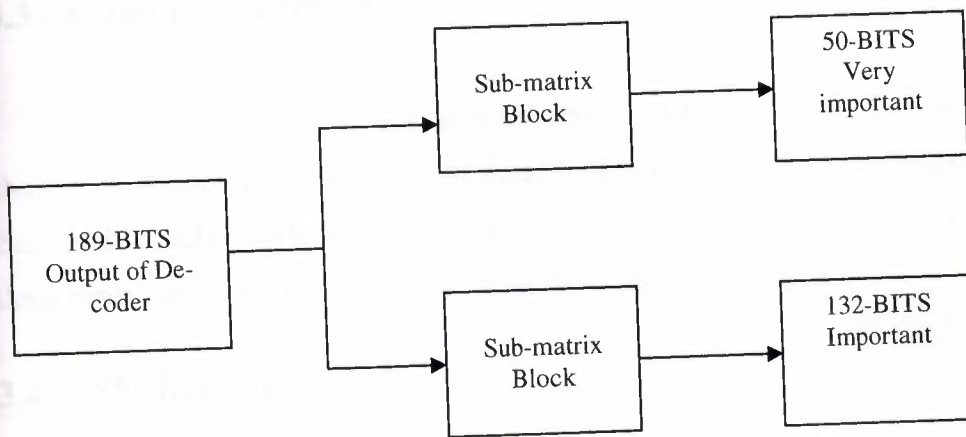 Sub-matrix
Block
50-BITS
Very
important
189-BITS
Output of De-
coder
Sub-matrix
Block
132-BITS
Important